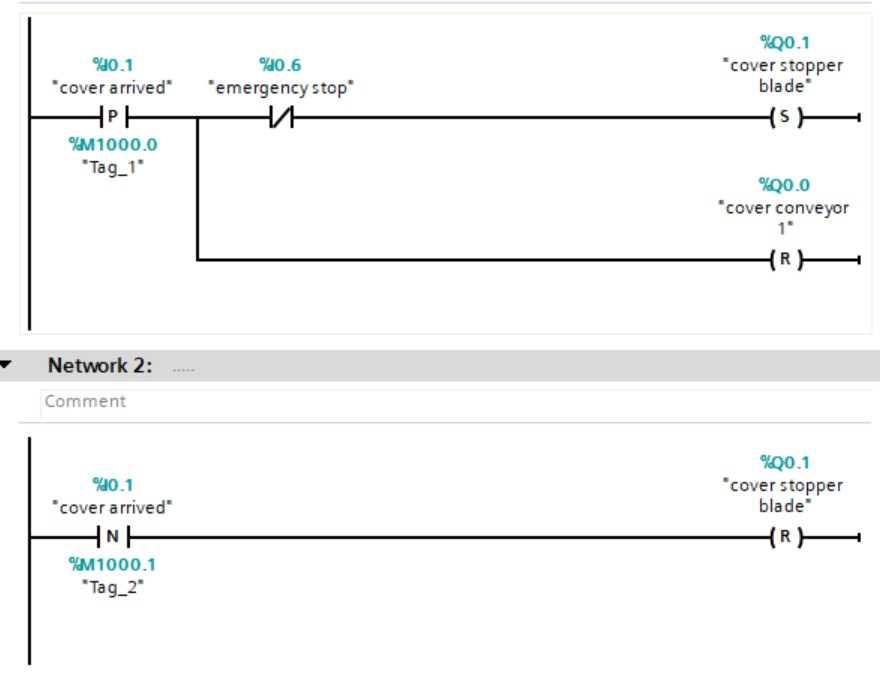 %Q0.1
%I0.1 %I0.6 "cover stopper
"cover arrived" "emergency stop" blade"
P S
%M1000.0
"Tag_1"
%Q0.0
"cover conveyor
1"
R
Network 2: .....
Comment
%Q0.1
%I0.1 "cover stopper
"cover arrived" blade"
N R
%M1000.1
"Tag_2"